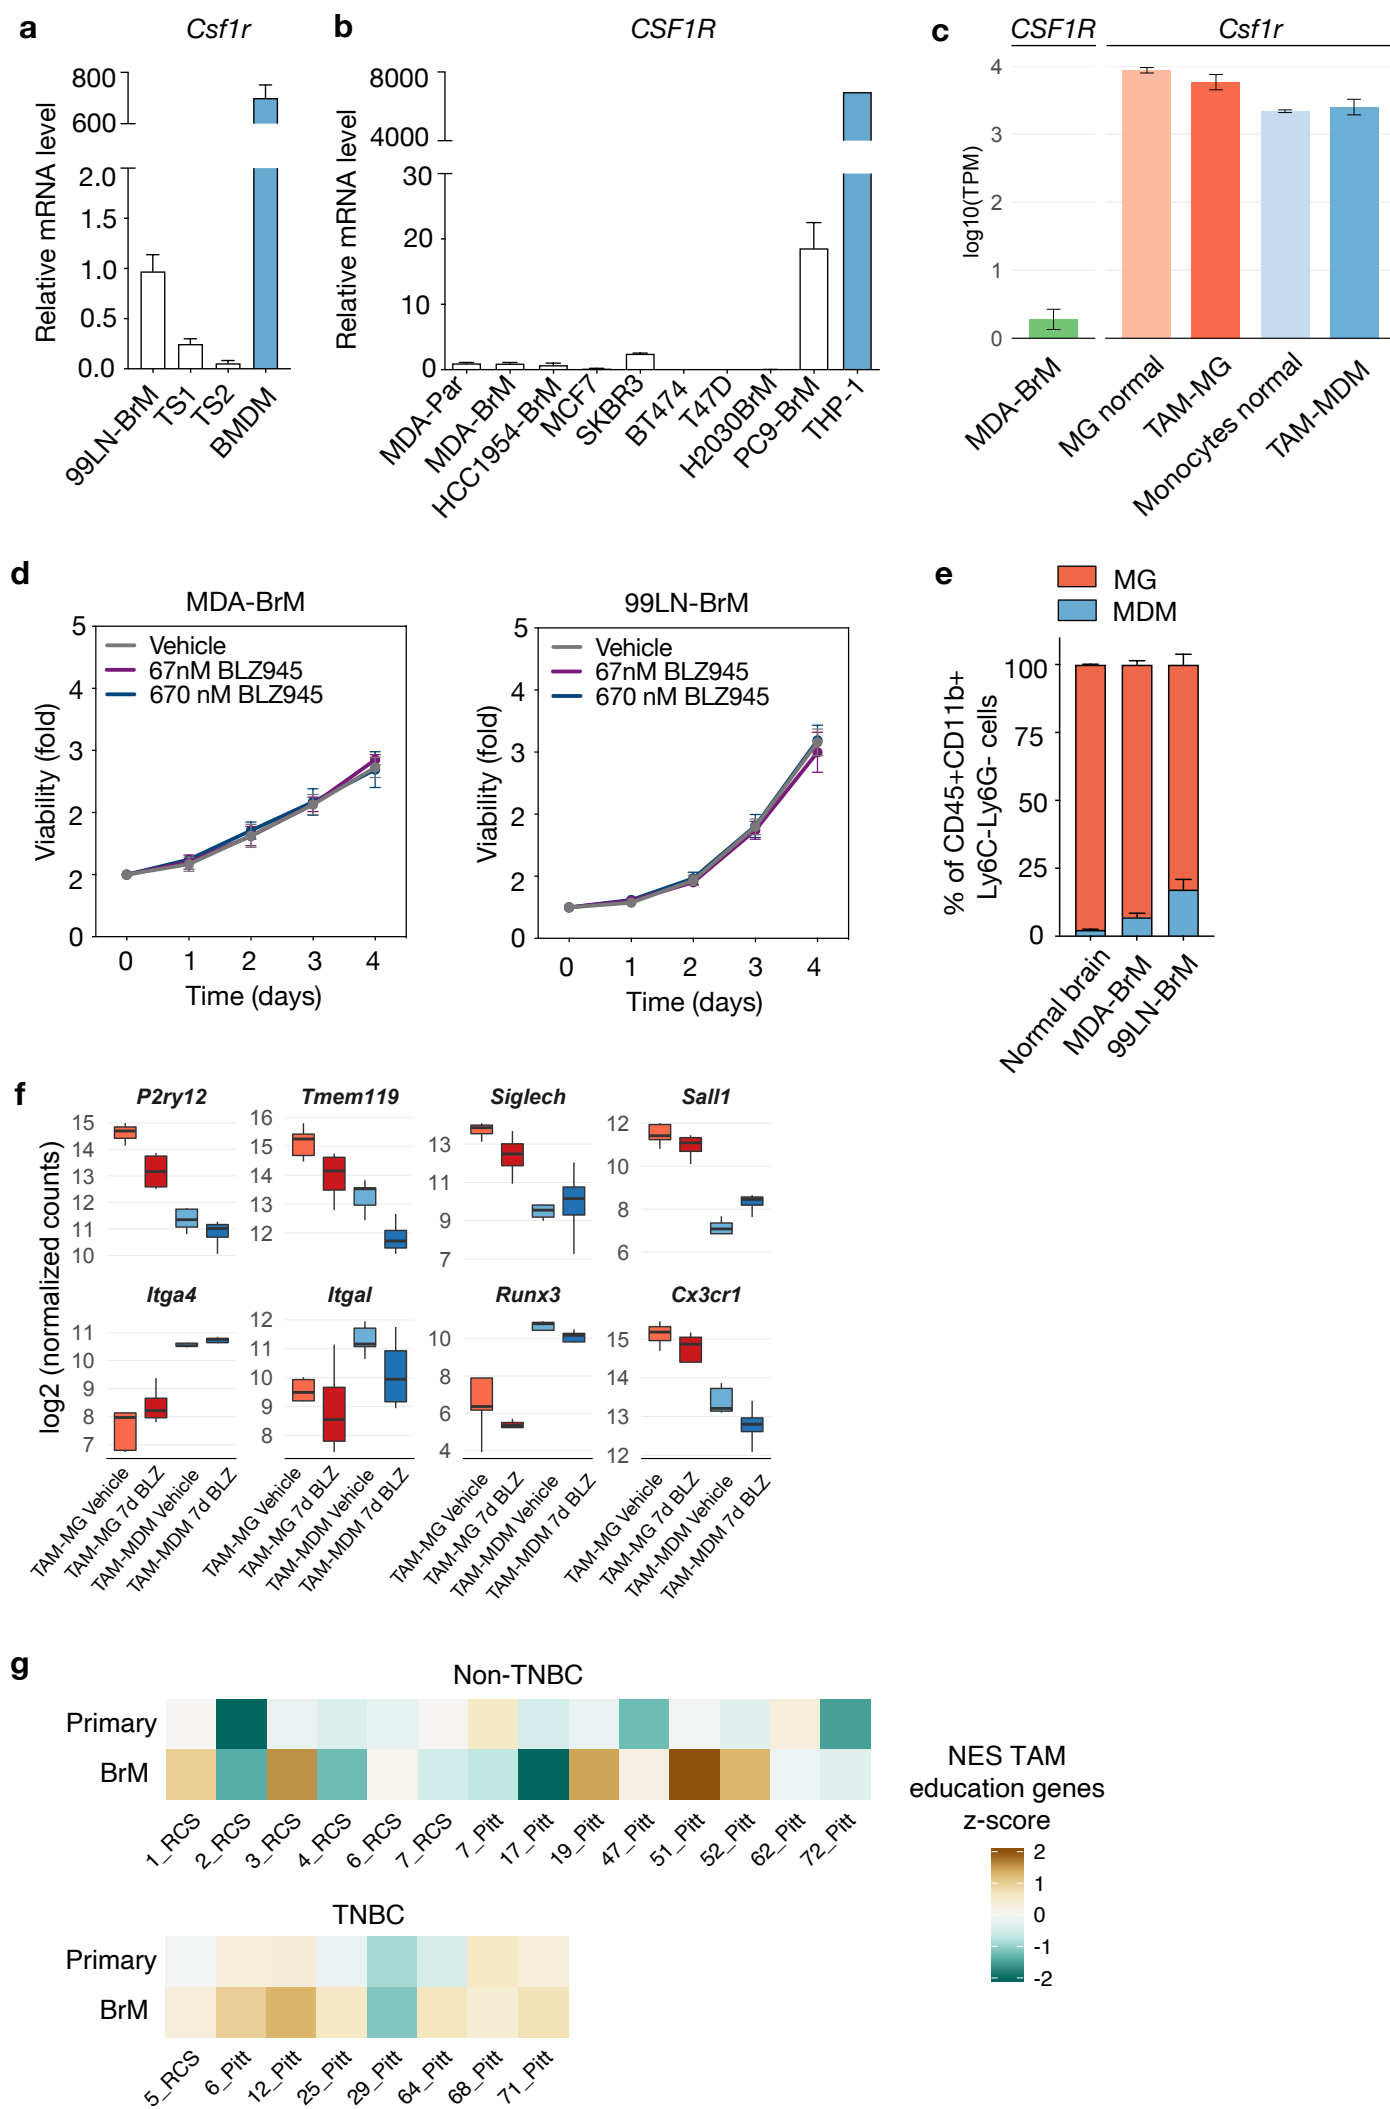 a
Csf1r
Relative mRNA level
800
600
2.0
1.5
1.0
0.5
0.0
99LN-BrM
TS1
TS2
BMDM
b
CSF1R
Relative mRNA level
8000
4000
30
20
10
0
MDA-Par
MDA-BrM
HCC1954-BrM
MCF7
SKBR3
BT474
T47D
H2030BrM
PC9-BrM
THP-1
c
CSF1R
Csf1r
log10(TPM)
4
3
2
1
0
MDA-BrM
MG normal
TAM-MG
Monocytes normal
TAM-MDM
d
MDA-BrM
Viability (fold)
5
4
3
2
2
0
Vehicle
67nM BLZ945
670 nM BLZ945
0 1 2 3 4
Time (days)
99LN-BrM
Viability (fold)
5
4
3
2
2
0
Vehicle
67nM BLZ945
670 nM BLZ945
0 1 2 3 4
Time (days)
e
MG
MDM
% of CD45+CD11b+
Ly6C-Ly6G- cells
100
75
50
25
0
Normal brain
MDA-BrM
99LN-BrM
f
log2 (normalized counts)
P2ry12
15
14
13
12
11
10
Tmem119
16
15
14
13
12
Siglech
13
11
9
7
Sall1
12
10
8
6
Itga4
11
10
9
8
7
Itgal
12
11
10
9
8
Runx3
10
8
6
4
Cx3cr1
15
14
13
12
TAM-MG Vehicle
TAM-MG 7d BLZ
TAM-MDM Vehicle
TAM-MDM 7d BLZ
TAM-MG Vehicle
TAM-MG 7d BLZ
TAM-MDM Vehicle
TAM-MDM 7d BLZ
TAM-MG Vehicle
TAM-MG 7d BLZ
TAM-MDM Vehicle
TAM-MDM 7d BLZ
TAM-MG Vehicle
TAM-MG 7d BLZ
TAM-MDM Vehicle
TAM-MDM 7d BLZ
g
Non-TNBC
Primary
BrM
1_RCS
2_RCS
3_RCS
4_RCS
6_RCS
7_RCS
7_Pitt
17_Pitt
19_Pitt
47_Pitt
51_Pitt
52_Pitt
62_Pitt
72_Pitt
TNBC
Primary
BrM
5_RCS
6_Pitt
12_Pitt
25_Pitt
29_Pitt
64_Pitt
68_Pitt
71_Pitt
NES TAM
education genes
z-score
2
1
0
-1
-2